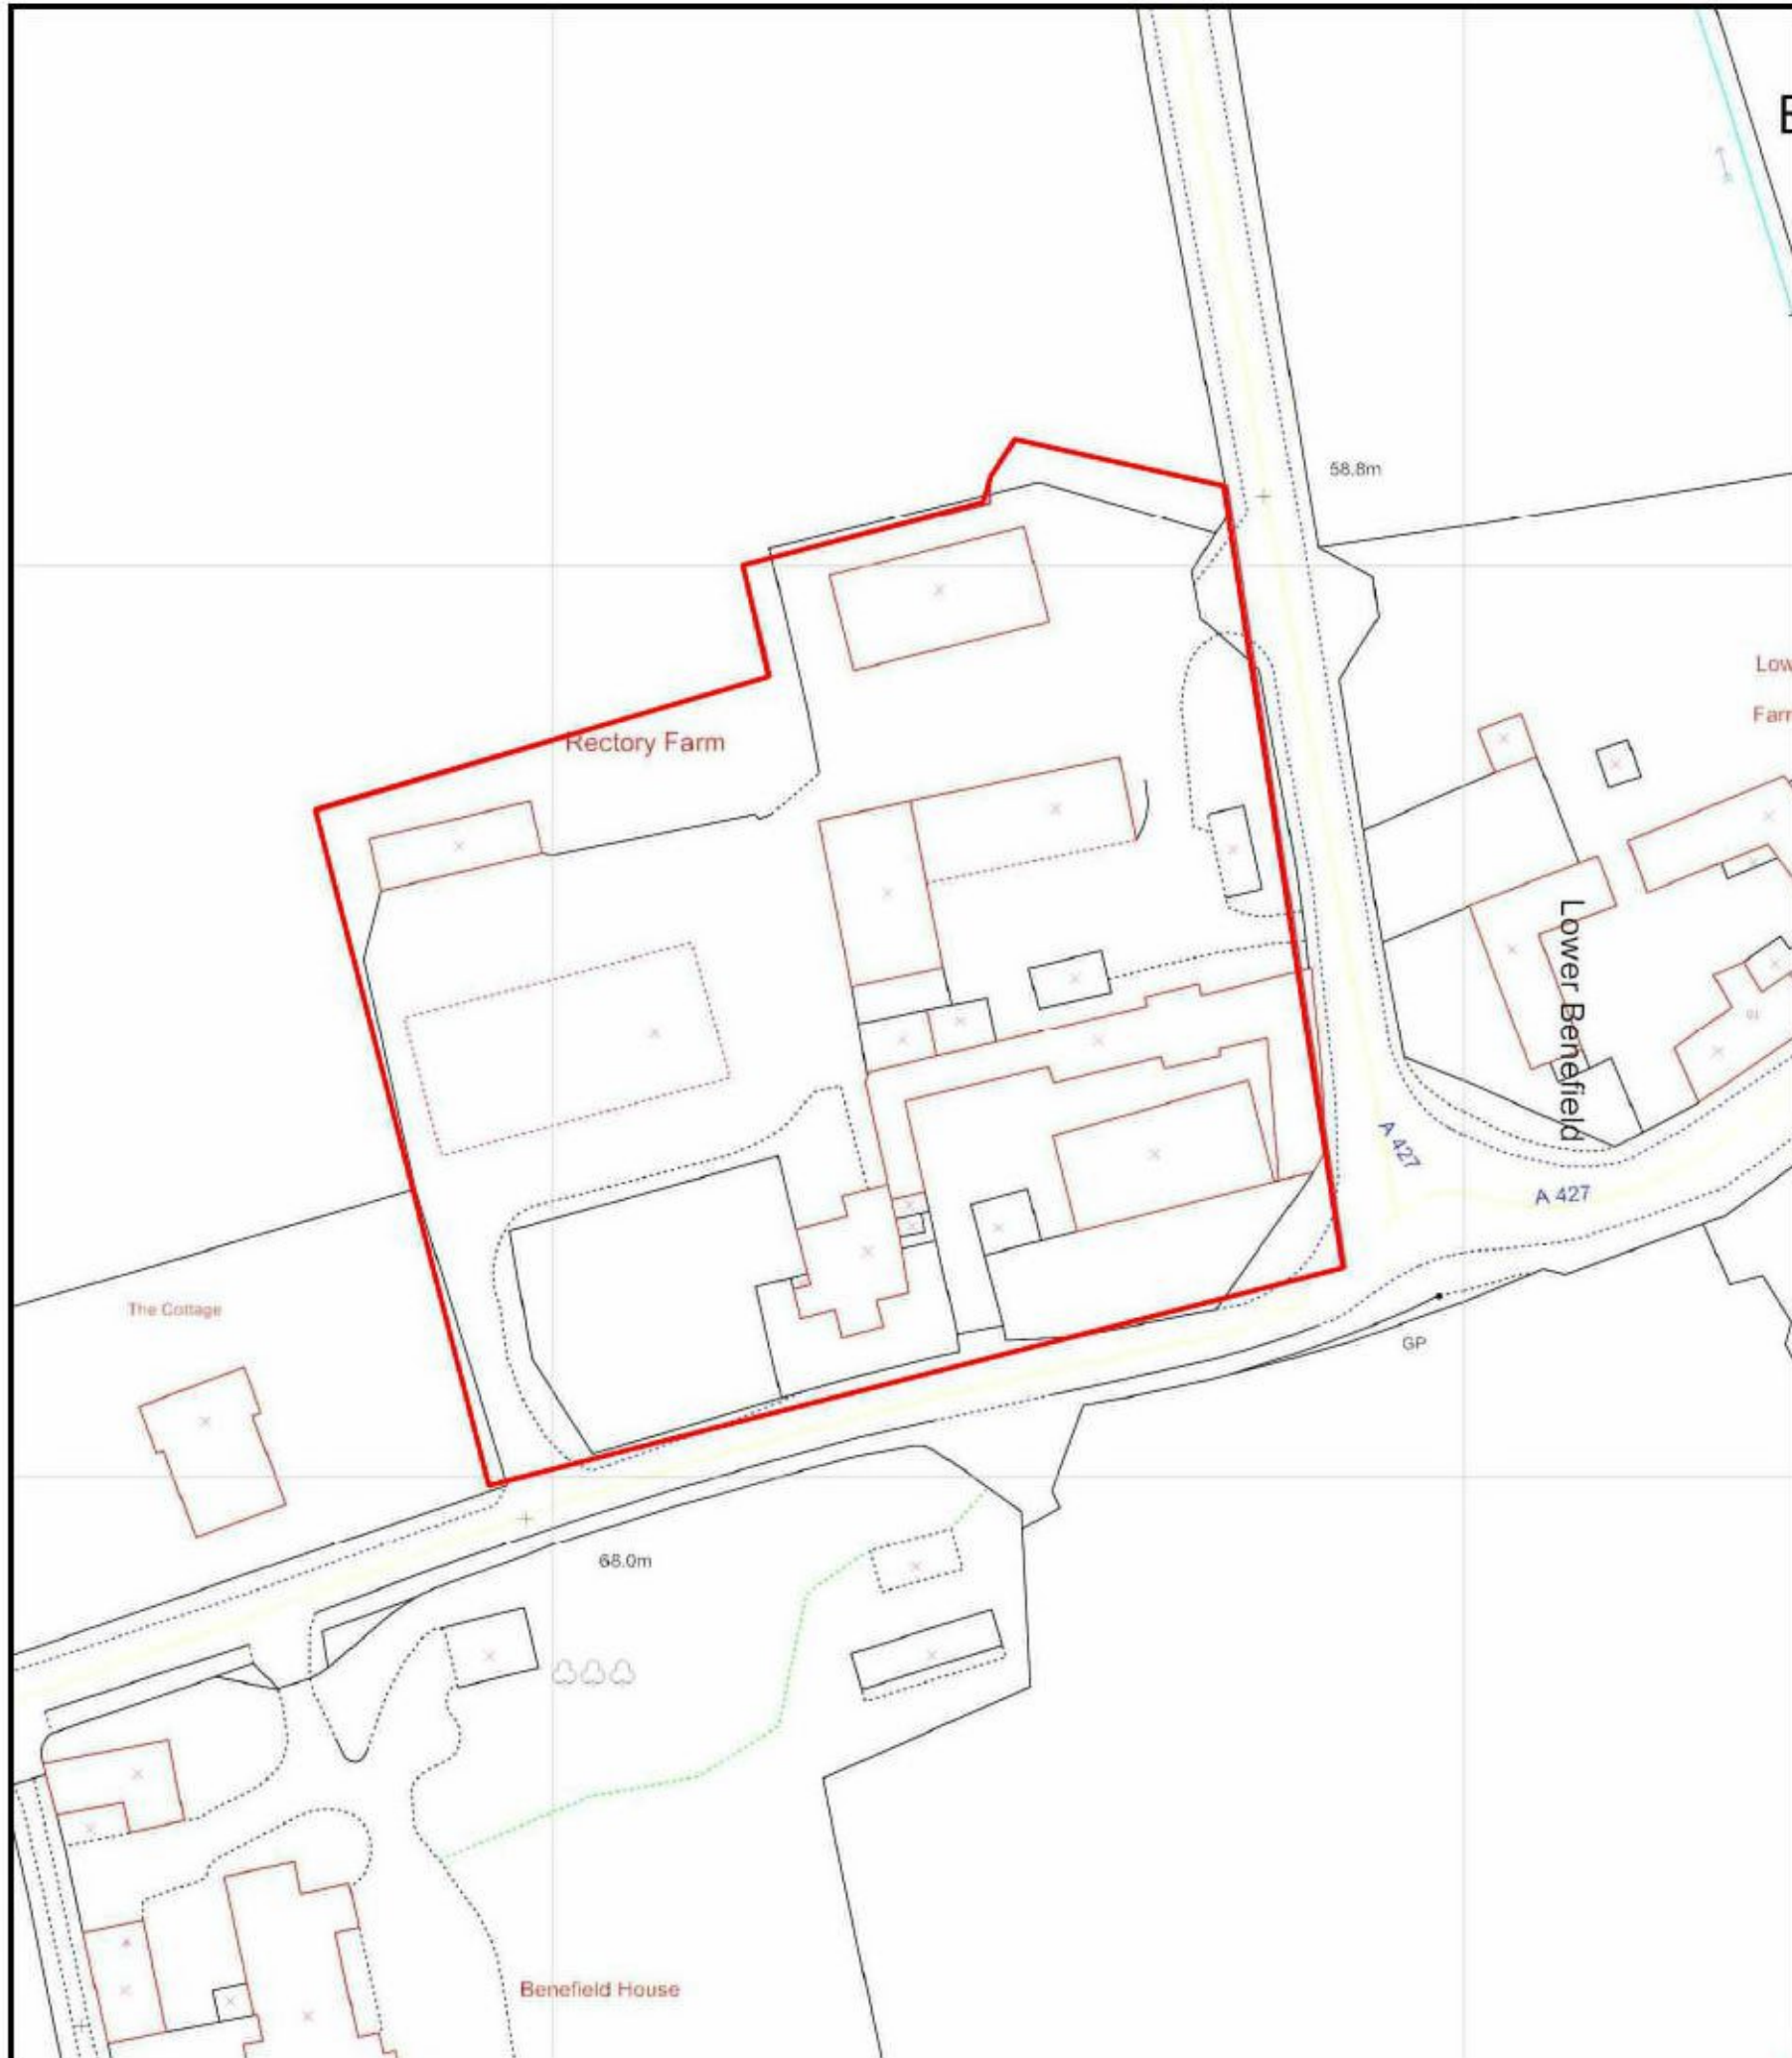 58.8m
Rectory Farm
Lower Benefield
A 427
A 427
The Cottage
GP
68.0m
Benefield House